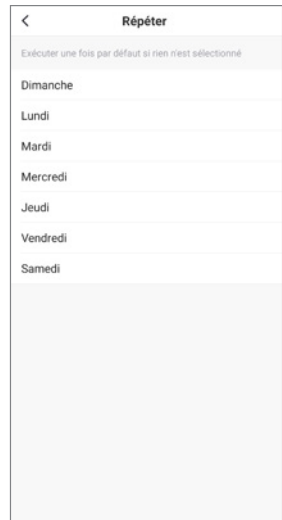 Répéter
Exécuter une fois par défaut si rien n'est sélectionné
Dimanche
Lundi
Mardi
Mercredi
Jeudi
Vendredi
Samedi